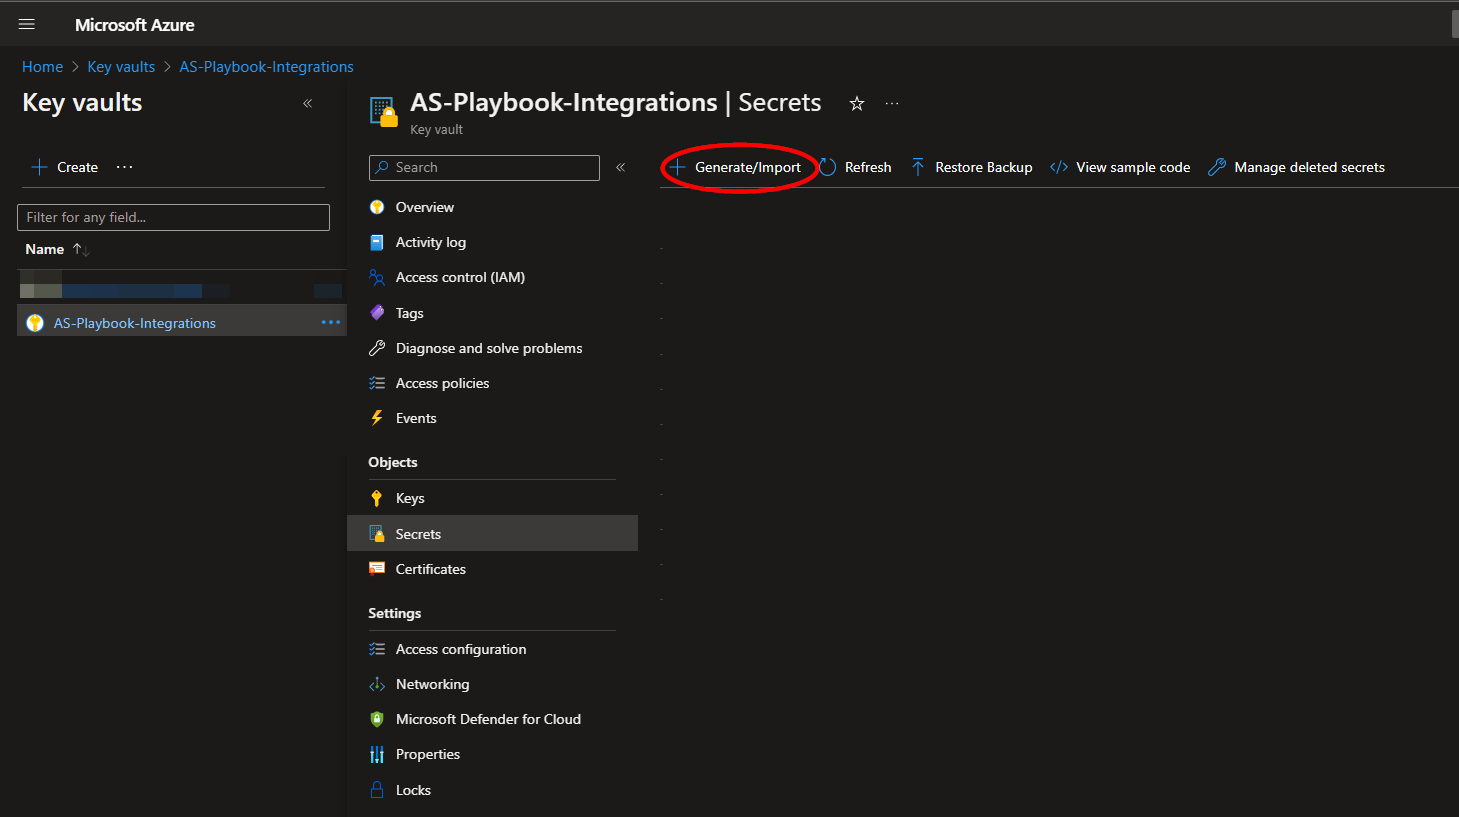 Microsoft Azure
Home > Key vaults > AS-Playbook-Integrations
Key vaults «
AS-Playbook-Integrations | Secrets ☆ ...
Key vault
+ Create ...
Search «
+ Generate/Import Refresh Restore Backup </> View sample code Manage deleted secrets
Filter for any field...
Name ↑↓
AS-Playbook-Integrations ...
Overview
Activity log
Access control (IAM)
Tags
Diagnose and solve problems
Access policies
Events
Objects
Keys
Secrets
Certificates
Settings
Access configuration
Networking
Microsoft Defender for Cloud
Properties
Locks